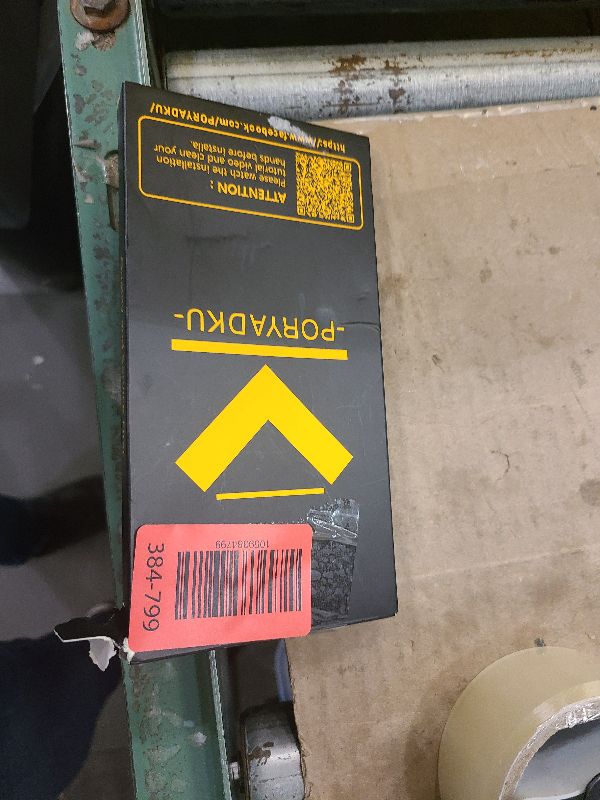 -PORYADKU-
ATTENTION :
Please watch the installation
tutorial video and clean your
hands before installa.
https://www.facebook.com/PORYADKU/
384-799
1069384799